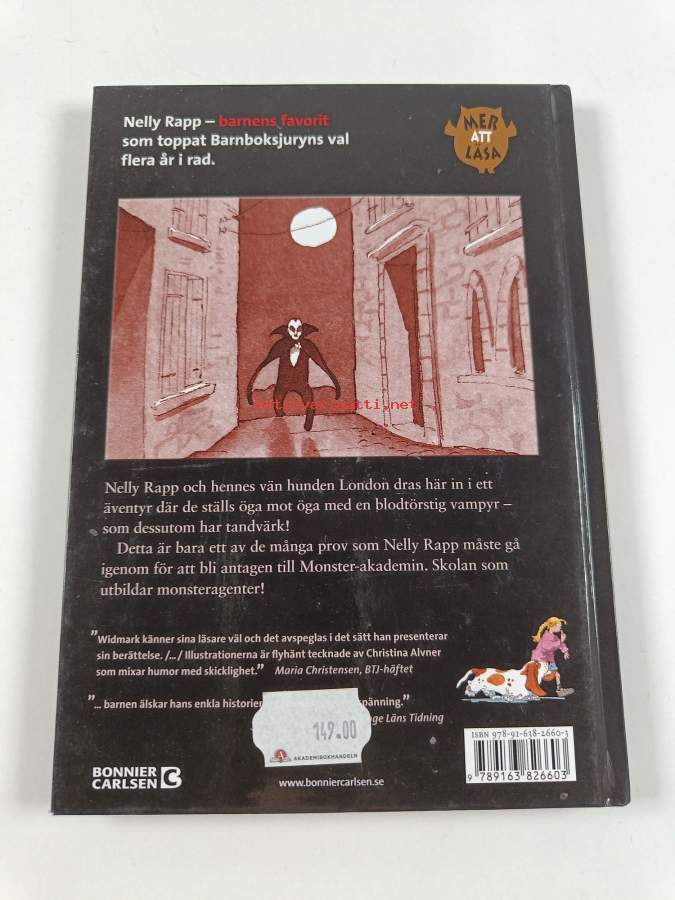 Nelly Rapp – barnens favorit
som toppat Barnboksjuryns val
flera år i rad.
MER
ATT
LÄSA
Nelly Rapp och hennes vän hunden London dras här in i ett
äventyr där de ställs öga mot öga med en blodtörstig vampyr –
som dessutom har tandvärk!
Detta är bara ett av de många prov som Nelly Rapp måste gå
igenom för att bli antagen till Monster-akademin. Skolan som
utbildar monsteragenter!
”Widmark känner sina läsare väl och det avspeglas i det sätt han presenterar
sin berättelse. /.../ Illustrationerna är flyhänt tecknade av Christina Alvner
som mixar humor med skicklighet.” Maria Christensen, BTJ-häftet
”... barnen älskar hans enkla historier
Läns Tidning
149.00
AKADEMIBOKHANDELN
BONNIER
CARLSEN
www.bonniercarlsen.se
ISBN 978-91-638-2660-3
9 789163 826603